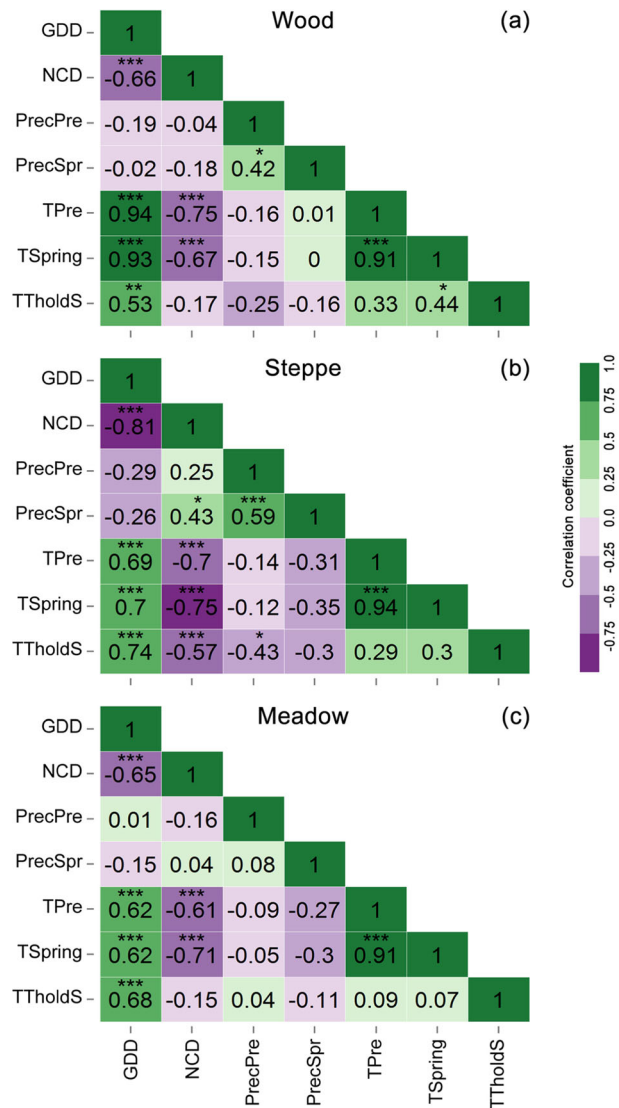 Wood (a)
GDD 1
NCD *** -0.66 1
PrecPre -0.19 -0.04 1
PrecSpr -0.02 -0.18 * 0.42 1
TPre *** 0.94 *** -0.75 -0.16 0.01 1
TSpring *** 0.93 *** -0.67 -0.15 0 *** 0.91 1
TTholdS ** 0.53 -0.17 -0.25 -0.16 0.33 * 0.44 1
Steppe (b)
GDD 1
NCD *** -0.81 1
PrecPre -0.29 0.25 1
PrecSpr -0.26 * 0.43 *** 0.59 1
TPre *** 0.69 *** -0.7 -0.14 -0.31 1
TSpring *** 0.7 *** -0.75 -0.12 -0.35 *** 0.94 1
TTholdS *** 0.74 *** -0.57 * -0.43 -0.3 0.29 0.3 1
Meadow (c)
GDD 1
NCD *** -0.65 1
PrecPre 0.01 -0.16 1
PrecSpr -0.15 0.04 0.08 1
TPre *** 0.62 *** -0.61 -0.09 -0.27 1
TSpring *** 0.62 *** -0.71 -0.05 -0.3 *** 0.91 1
TTholdS *** 0.68 -0.15 0.04 -0.11 0.09 0.07 1
GDD NCD PrecPre PrecSpr TPre TSpring TTholdS
Correlation coefficient
1.0
0.75
0.5
0.25
0.0
-0.25
-0.5
-0.75